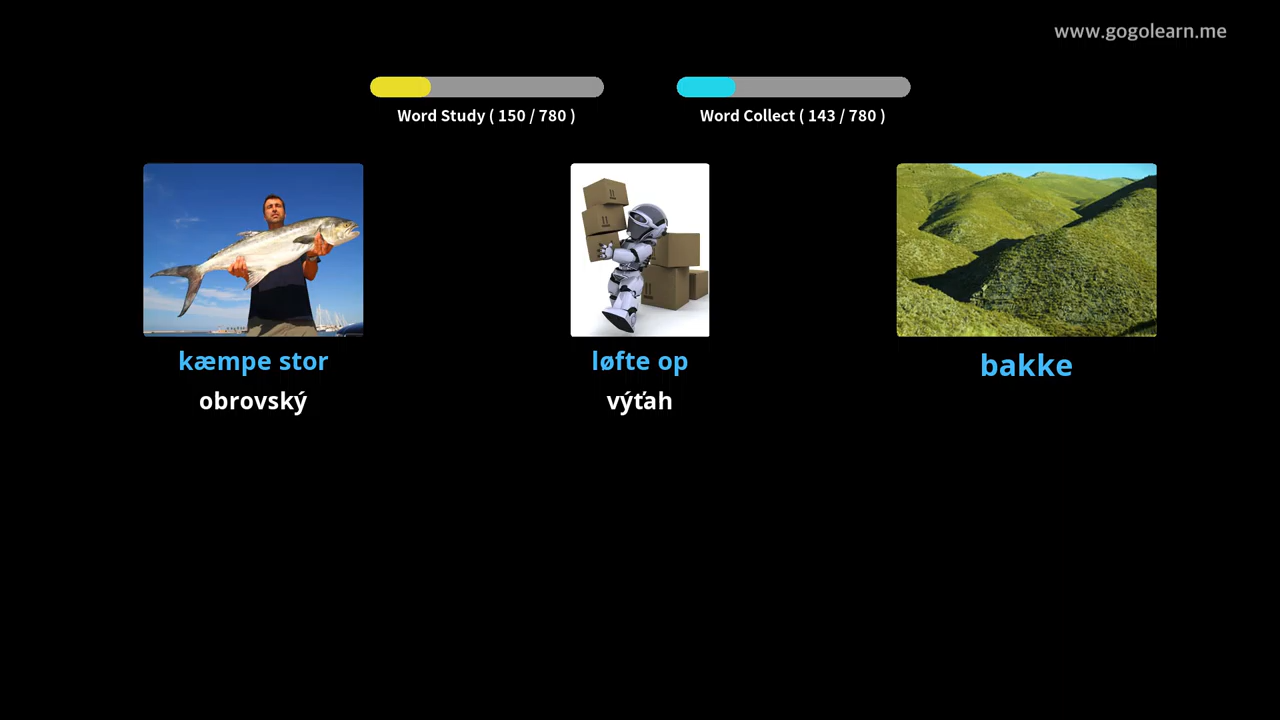 www.gogolearn.me
Word Study ( 150 / 780 )
Word Collect ( 143 / 780 )
kæmpe stor
obrovský
løfte op
výťah
bakke